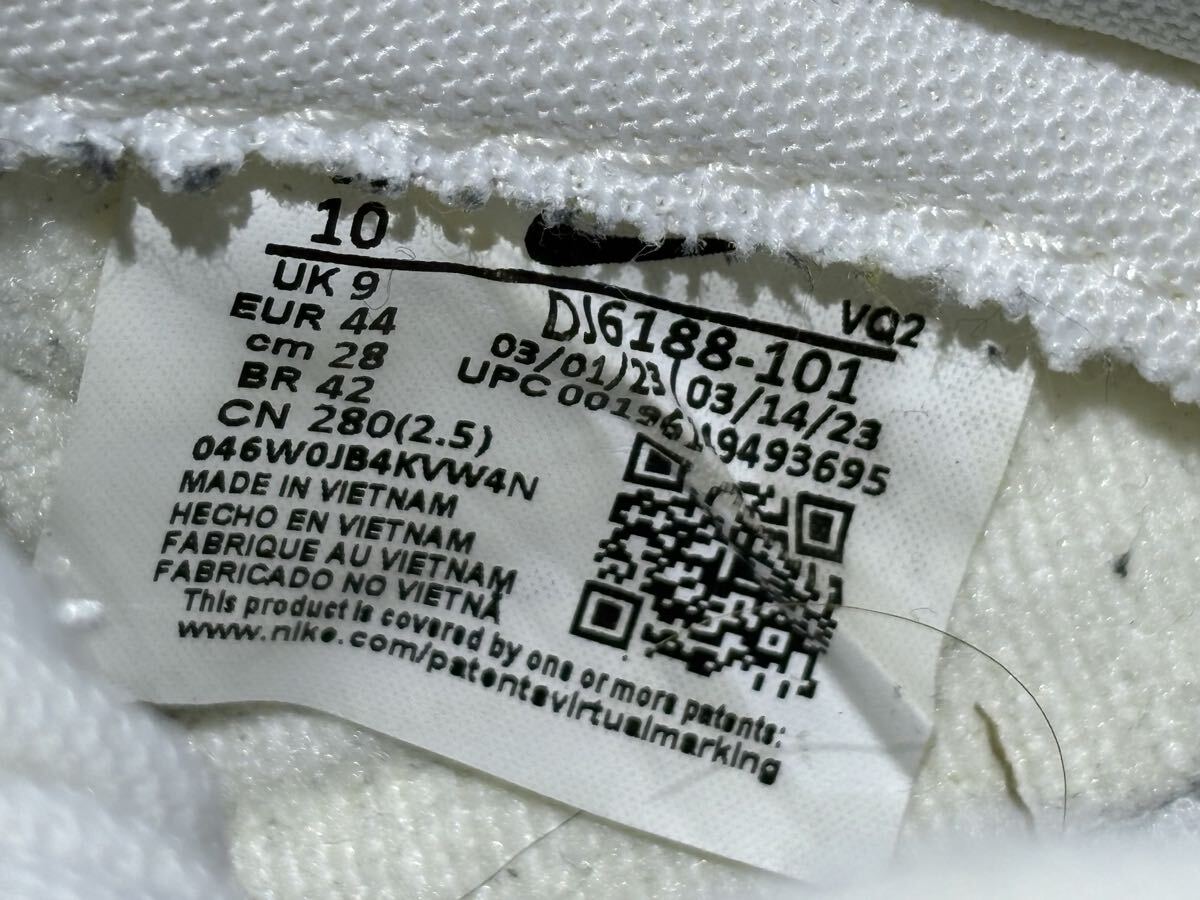 10
VQ2
UK 9
EUR 44
cm 28
BR 42
CN 280(2.5)
046W0JB4KVW4N
MADE IN VIETNAM
HECHO EN VIETNAM
FABRIQUE AU VIETNAM
FABRICADO NO VIETNÃ
DJ6188-101
03/01/23 03/14/23
UPC
This product is covered by one or more patents:
www.nike.com/patentsvirtualmarking